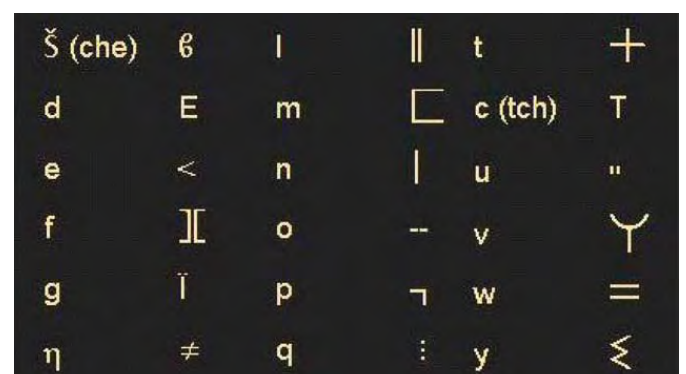 Š (che) ϐ l ‖ t +
d E m ⊏ c (tch) T
e < n | u "
f ][ o -- v Y
g Ï p ¬ w =
η ≠ q ⋮ y ⪑